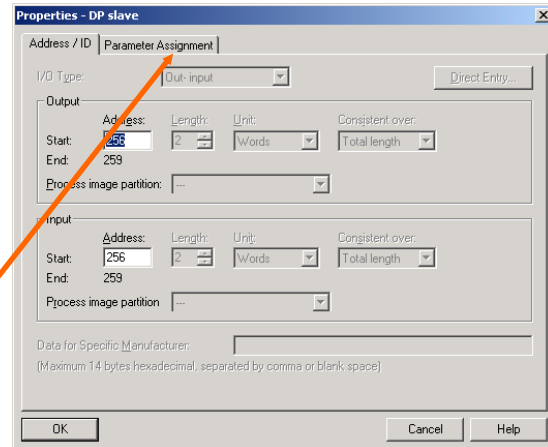 Properties - DP slave
Address / ID Parameter Assignment
I/O Type: Out- input Direct Entry...
Output
Address: Length: Unit: Consistent over:
Start: 256 2 Words Total length
End: 259
Process image partition: ---
Input
Address: Length: Unit: Consistent over:
Start: 256 2 Words Total length
End: 259
Process image partition ---
Data for Specific Manufacturer:
(Maximum 14 bytes hexadecimal, separated by comma or blank space)
OK Cancel Help